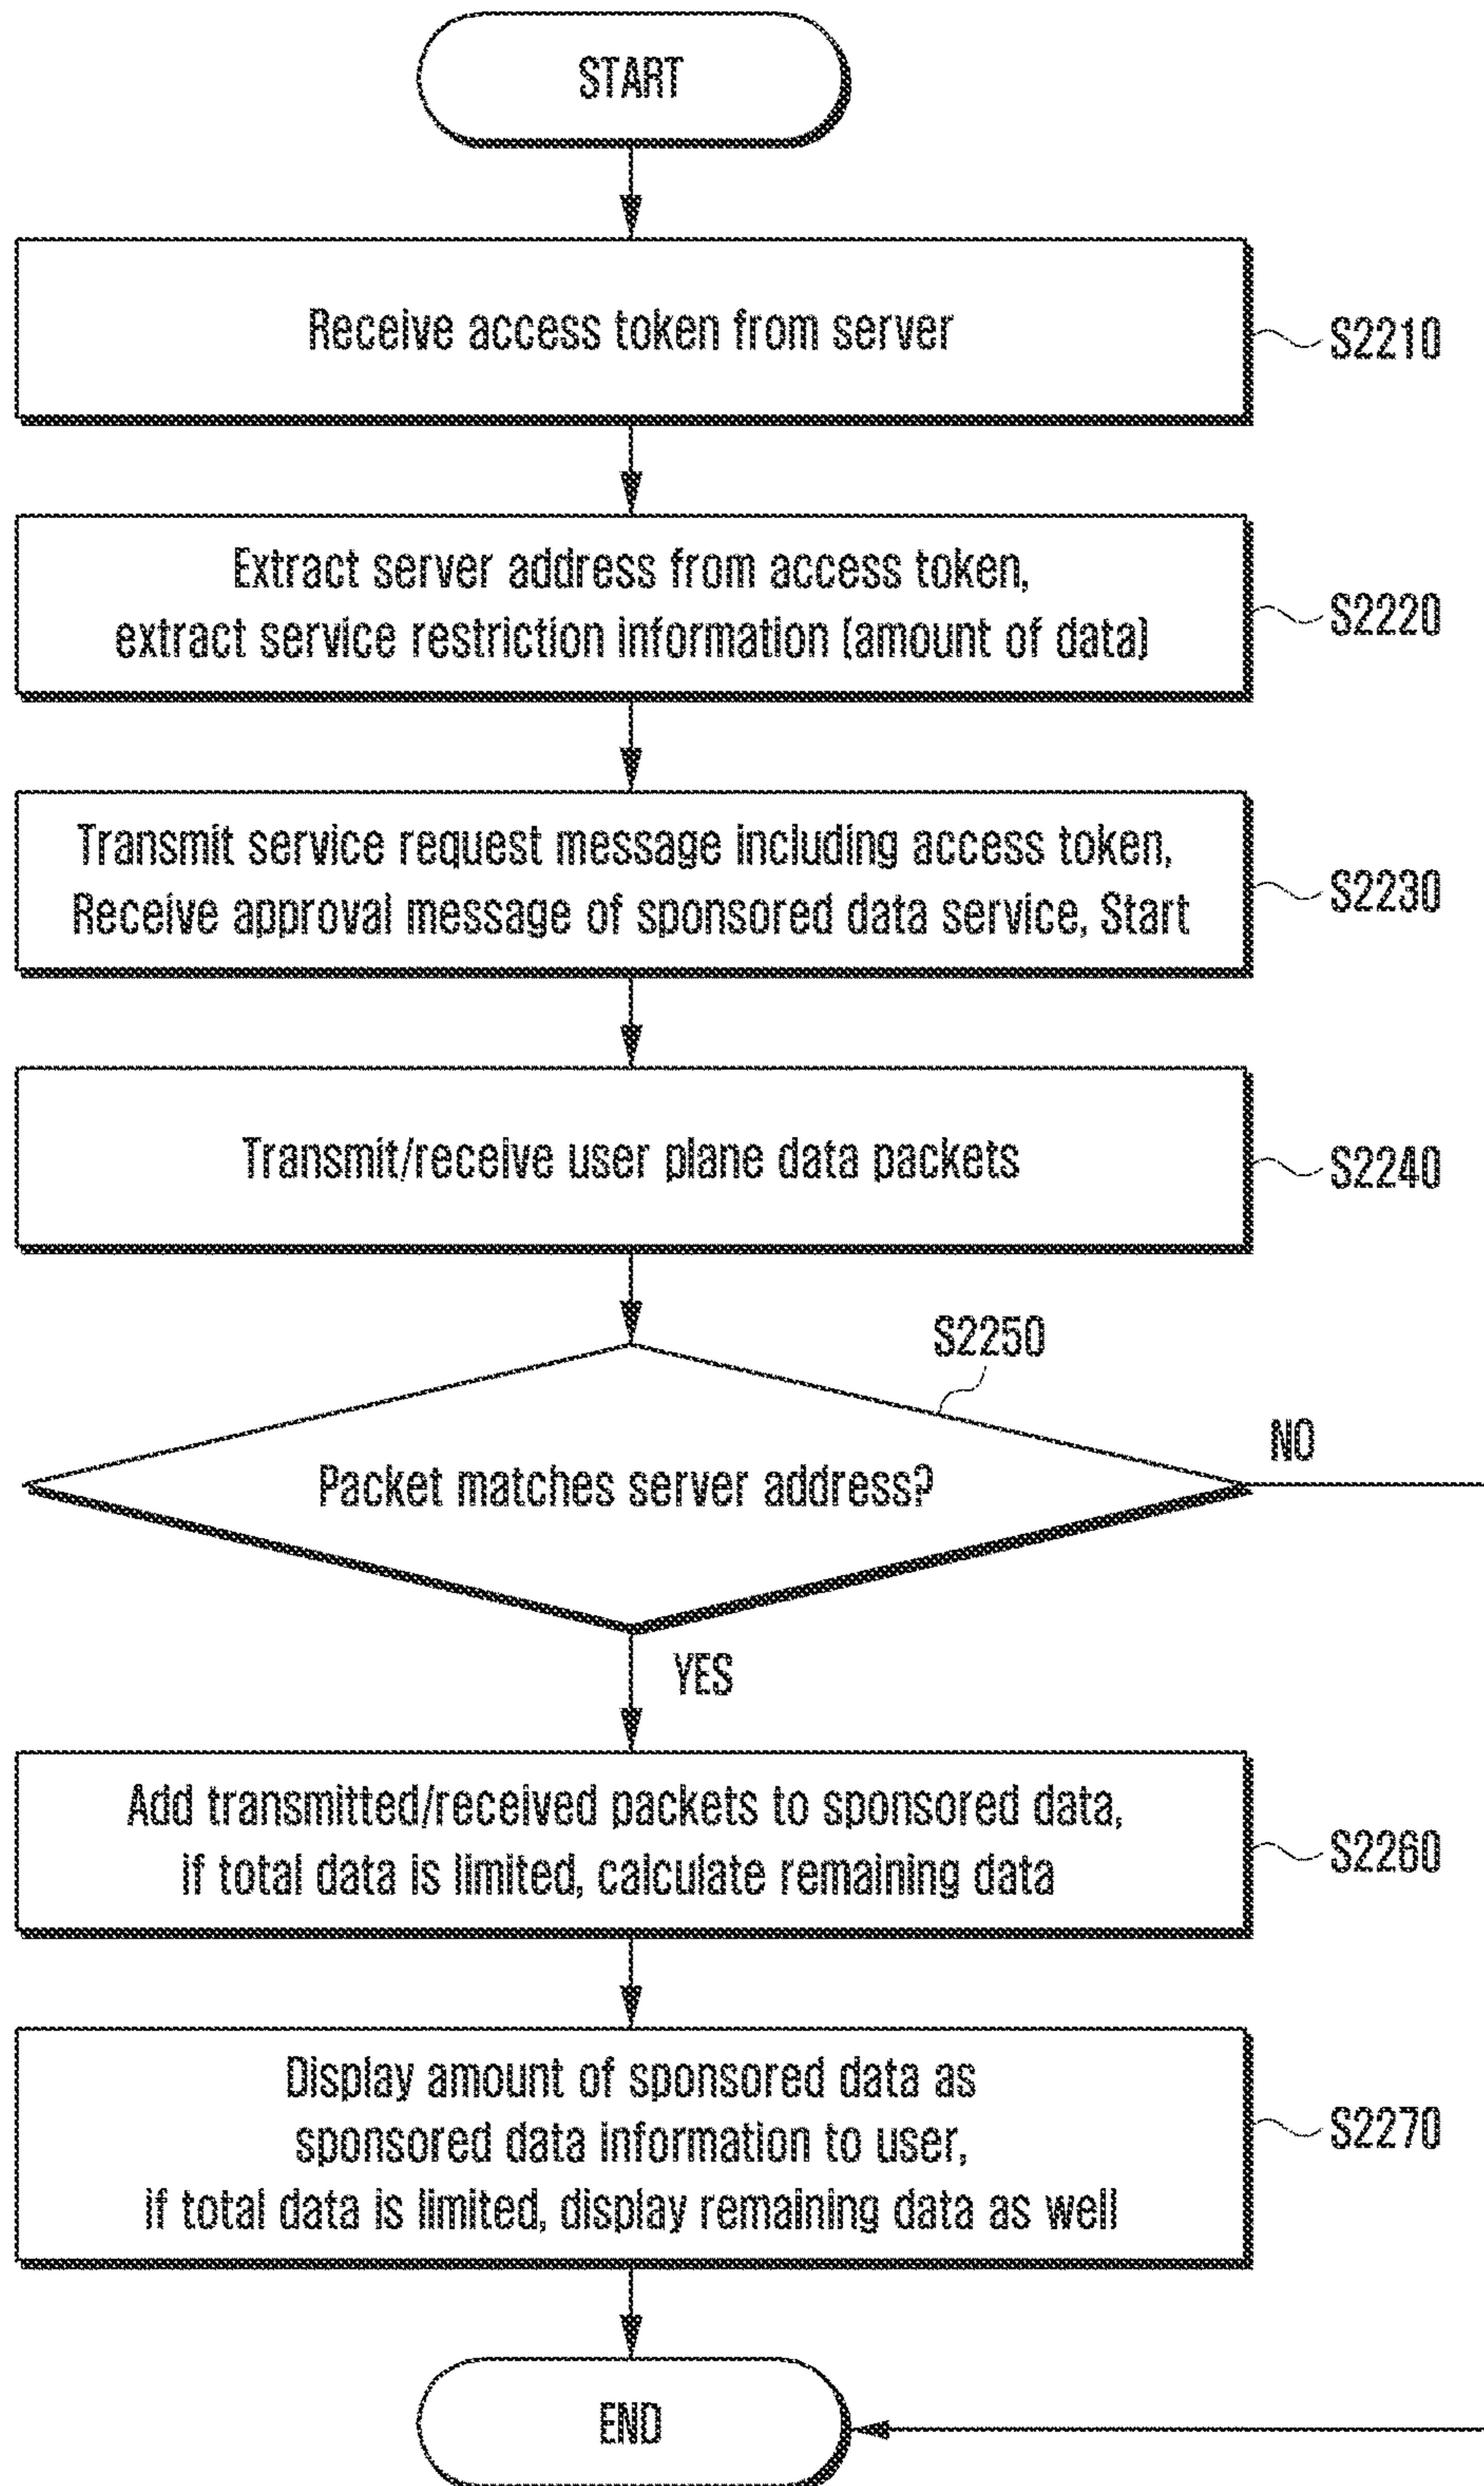 START
Receive access token from server
S2210
Extract server address from access token,
extract service restriction information (amount of data)
S2220
Transmit service request message including access token,
Receive approval message of sponsored data service, Start
S2230
Transmit/receive user plane data packets
S2240
S2250
Packet matches server address?
NO
YES
Add transmitted/received packets to sponsored data,
if total data is limited, calculate remaining data
S2260
Display amount of sponsored data as
sponsored data information to user,
if total data is limited, display remaining data as well
S2270
END